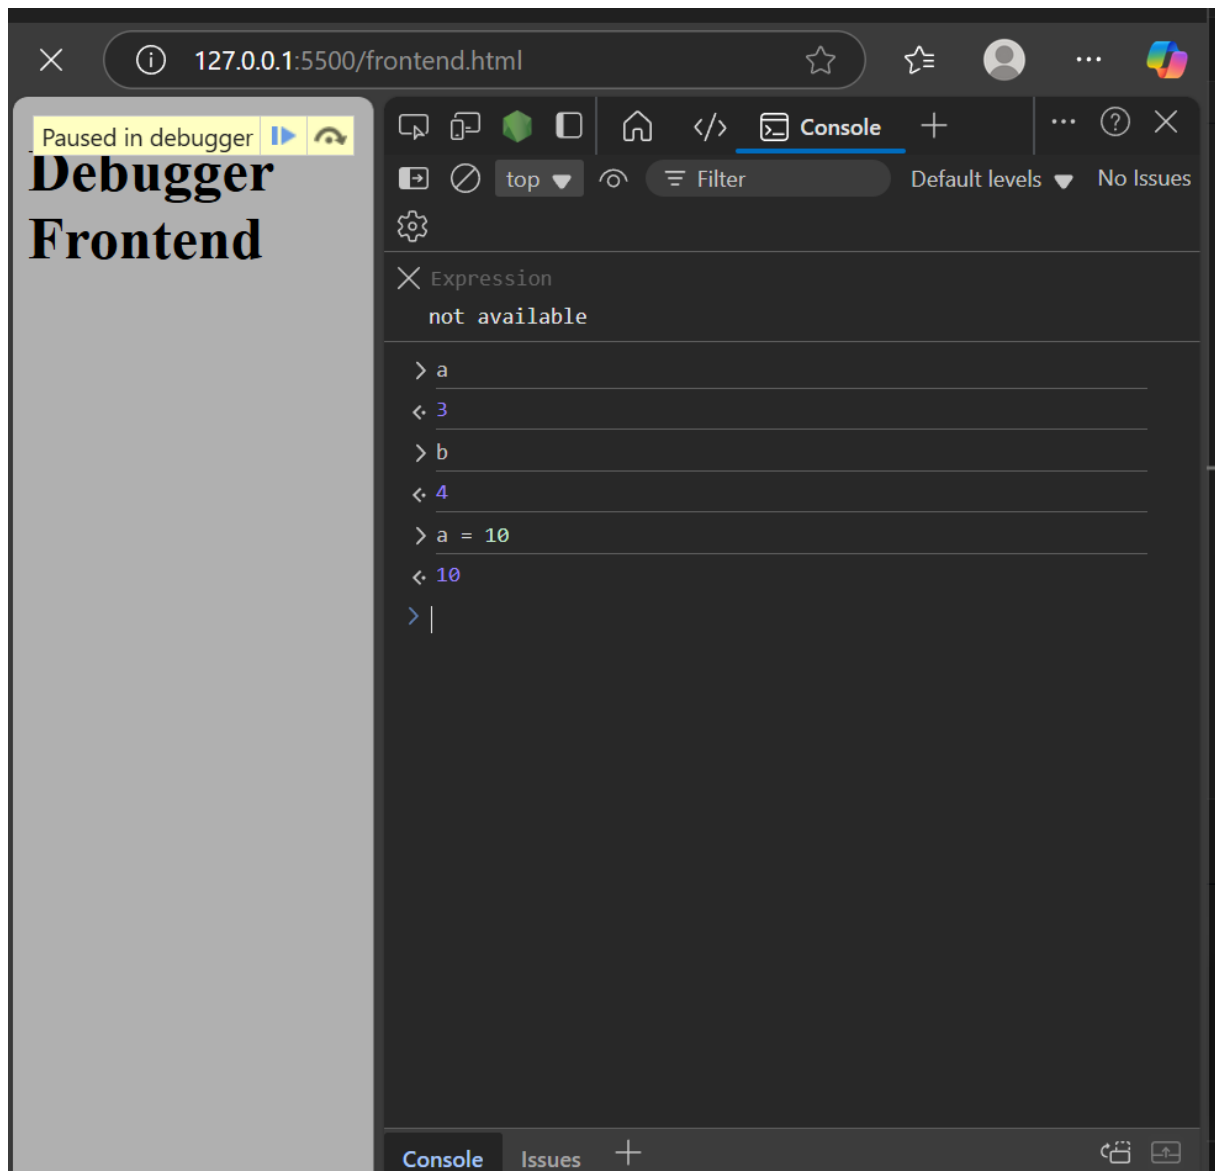 127.0.0.1:5500/frontend.html
Paused in debugger
Debugger
Frontend
Console
top
Filter
Default levels
No Issues
Expression
not available
> a
3
> b
4
> a = 10
10
>
Console
Issues